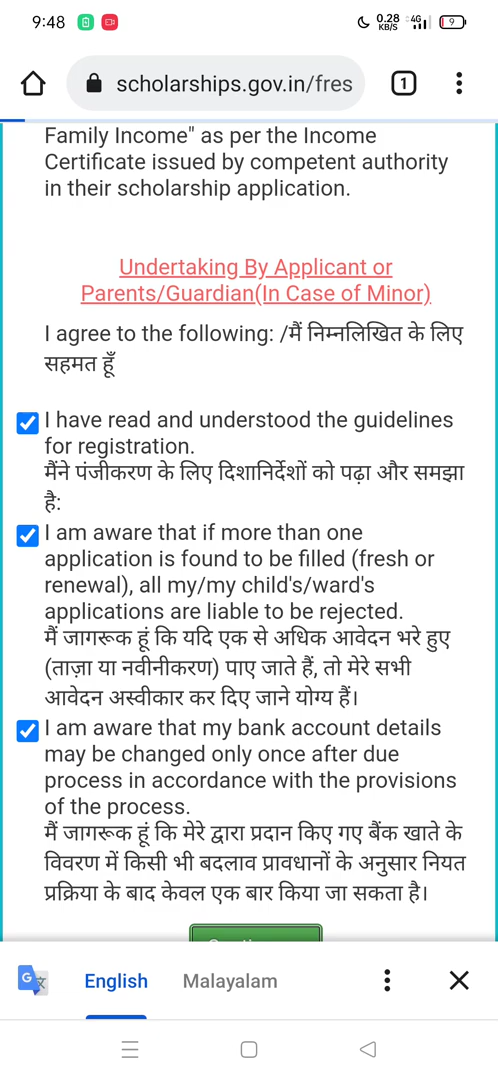 9:48
0.28
KB/S
4G
9
scholarships.gov.in/fres
1
Family Income" as per the Income
Certificate issued by competent authority
in their scholarship application.
Undertaking By Applicant or
Parents/Guardian(In Case of Minor)
I agree to the following: /मैं निम्नलिखित के लिए
सहमत हूँ
I have read and understood the guidelines
for registration.
मैंने पंजीकरण के लिए दिशानिर्देशों को पढ़ा और समझा
है:
I am aware that if more than one
application is found to be filled (fresh or
renewal), all my/my child's/ward's
applications are liable to be rejected.
मैं जागरूक हूं कि यदि एक से अधिक आवेदन भरे हुए
(ताज़ा या नवीनीकरण) पाए जाते हैं, तो मेरे सभी
आवेदन अस्वीकार कर दिए जाने योग्य हैं।
I am aware that my bank account details
may be changed only once after due
process in accordance with the provisions
of the process.
मैं जागरूक हूं कि मेरे द्वारा प्रदान किए गए बैंक खाते के
विवरण में किसी भी बदलाव प्रावधानों के अनुसार नियत
प्रक्रिया के बाद केवल एक बार किया जा सकता है।
G
English
Malayalam